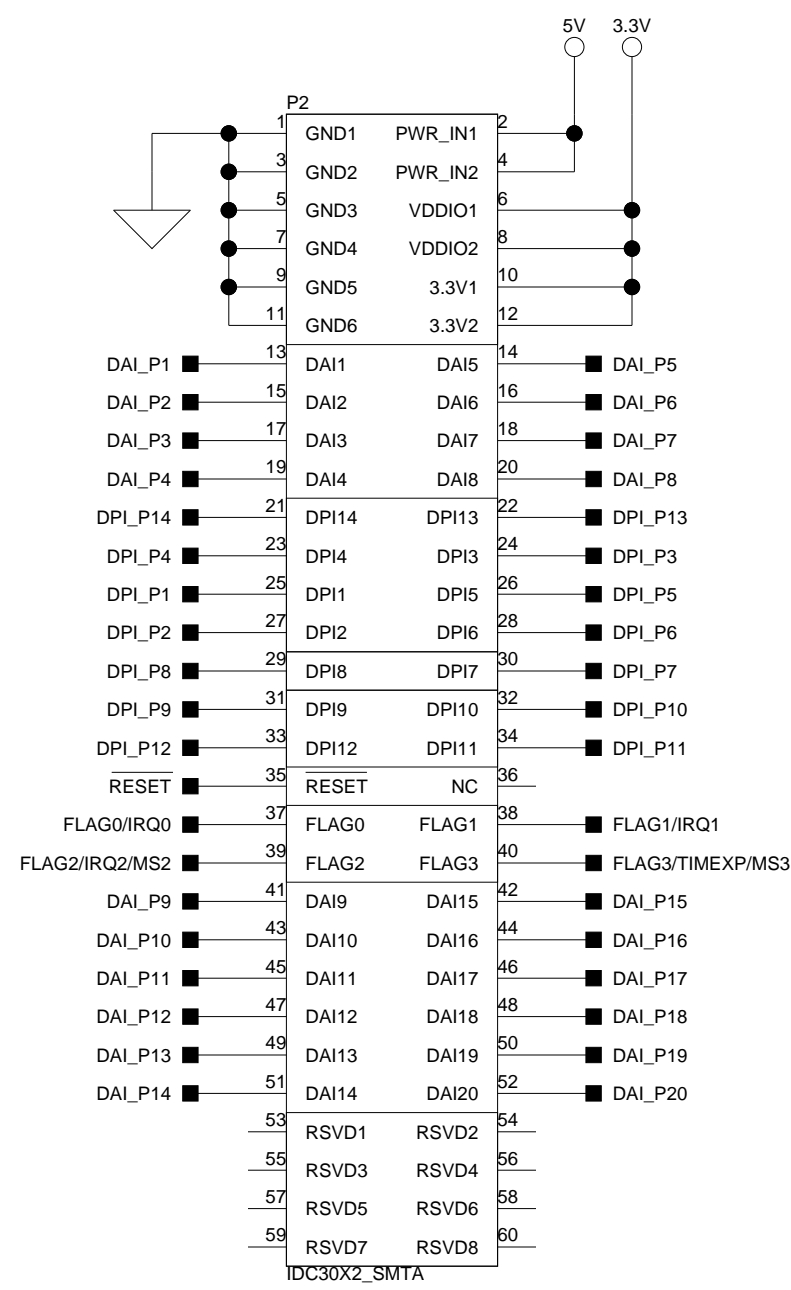 5V 3.3V
P2
1 GND1 PWR_IN1 2
3 GND2 PWR_IN2 4
5 GND3 VDDIO1 6
7 GND4 VDDIO2 8
9 GND5 3.3V1 10
11 GND6 3.3V2 12
DAI_P1 13 DAI1 DAI5 14 DAI_P5
DAI_P2 15 DAI2 DAI6 16 DAI_P6
DAI_P3 17 DAI3 DAI7 18 DAI_P7
DAI_P4 19 DAI4 DAI8 20 DAI_P8
DPI_P14 21 DPI14 DPI13 22 DPI_P13
DPI_P4 23 DPI4 DPI3 24 DPI_P3
DPI_P1 25 DPI1 DPI5 26 DPI_P5
DPI_P2 27 DPI2 DPI6 28 DPI_P6
DPI_P8 29 DPI8 DPI7 30 DPI_P7
DPI_P9 31 DPI9 DPI10 32 DPI_P10
DPI_P12 33 DPI12 DPI11 34 DPI_P11
RESET 35 RESET NC 36
FLAG0/IRQ0 37 FLAG0 FLAG1 38 FLAG1/IRQ1
FLAG2/IRQ2/MS2 39 FLAG2 FLAG3 40 FLAG3/TIMEXP/MS3
DAI_P9 41 DAI9 DAI15 42 DAI_P15
DAI_P10 43 DAI10 DAI16 44 DAI_P16
DAI_P11 45 DAI11 DAI17 46 DAI_P17
DAI_P12 47 DAI12 DAI18 48 DAI_P18
DAI_P13 49 DAI13 DAI19 50 DAI_P19
DAI_P14 51 DAI14 DAI20 52 DAI_P20
53 RSVD1 RSVD2 54
55 RSVD3 RSVD4 56
57 RSVD5 RSVD6 58
59 RSVD7 RSVD8 60
IDC30X2_SMTA